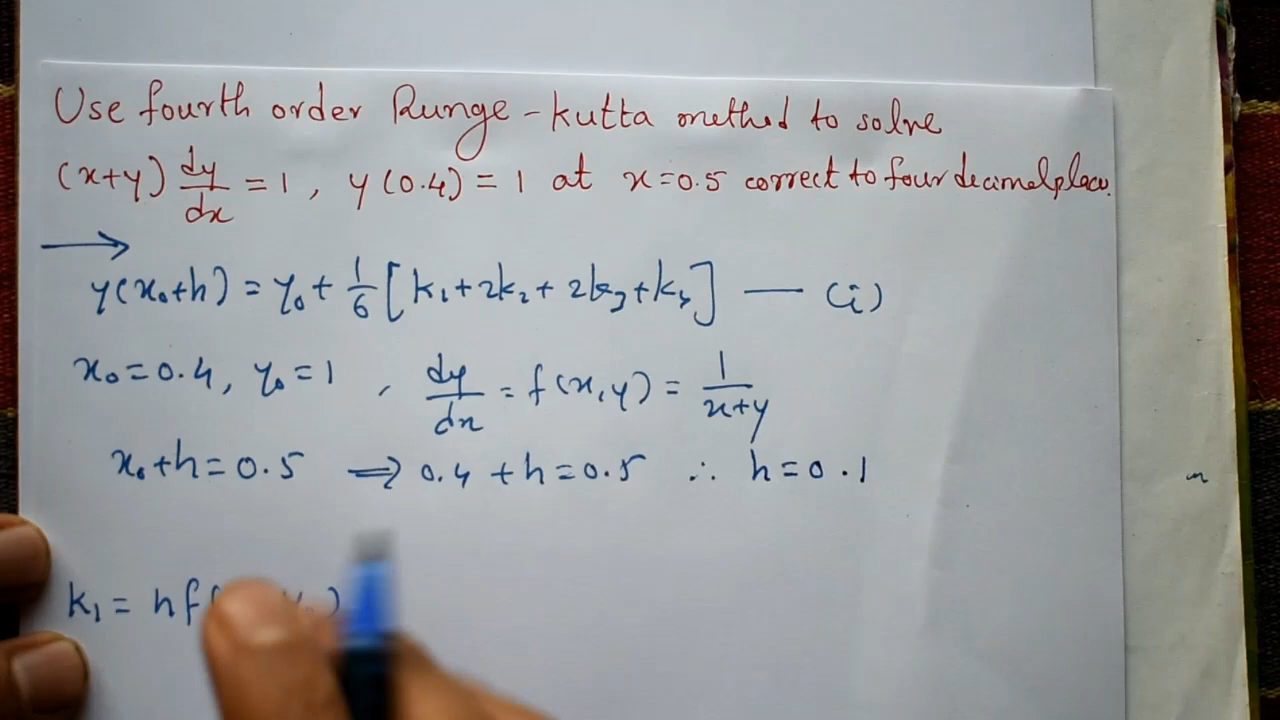 Use fourth order Runge-kutta method to solve
(x+y) dy/dx = 1, y(0.4) = 1 at x=0.5 correct to four decimal place.
y(x₀+h) = y₀ + 1/6 [k₁+2k₂+2k₃+k₄] — (i)
x₀=0.4, y₀=1, dy/dx = f(x,y) = 1/(x+y)
x₀+h=0.5 ⇒ 0.4+h=0.5 ∴ h=0.1
k₁ = hf(